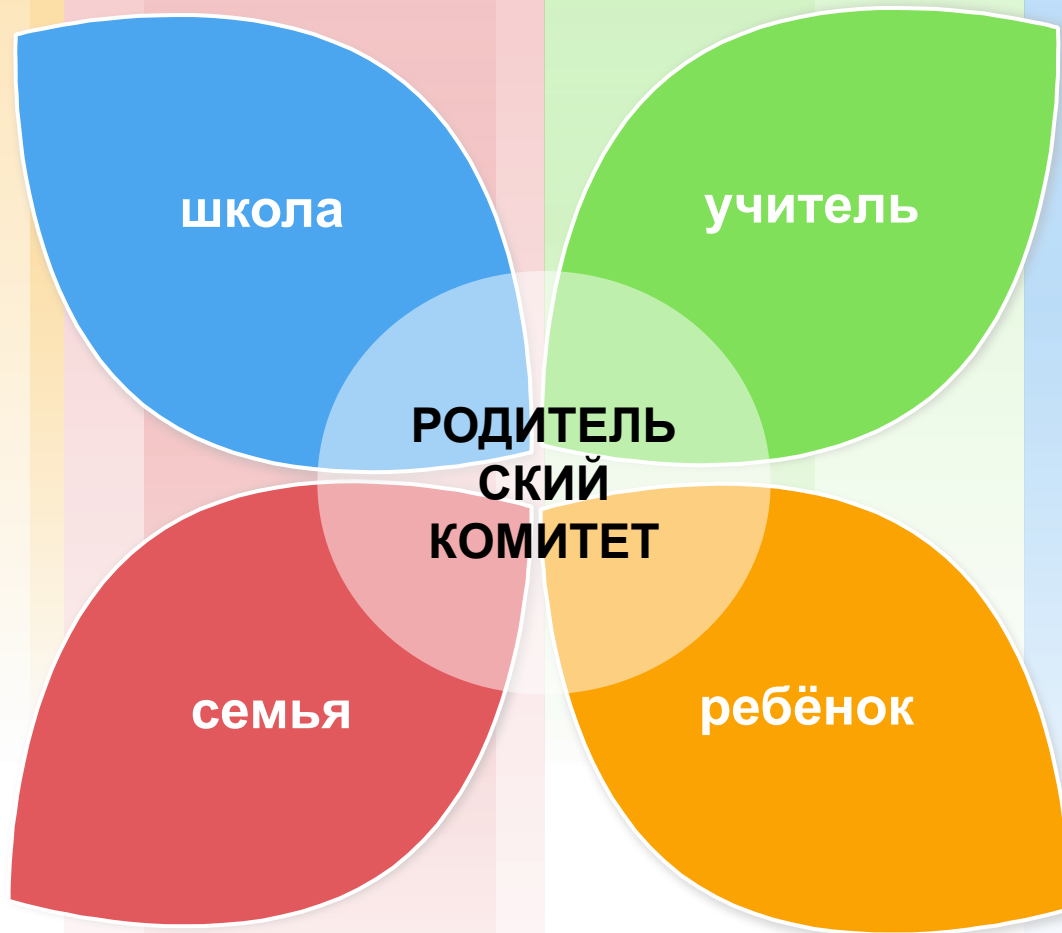 школа
учитель
РОДИТЕЛЬ
СКИЙ
КОМИТЕТ
семья
ребёнок